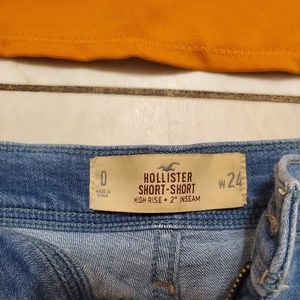 0
MADE IN
CHINA
HOLLISTER
SHORT-SHORT
HIGH RISE • 2" INSEAM
W 24